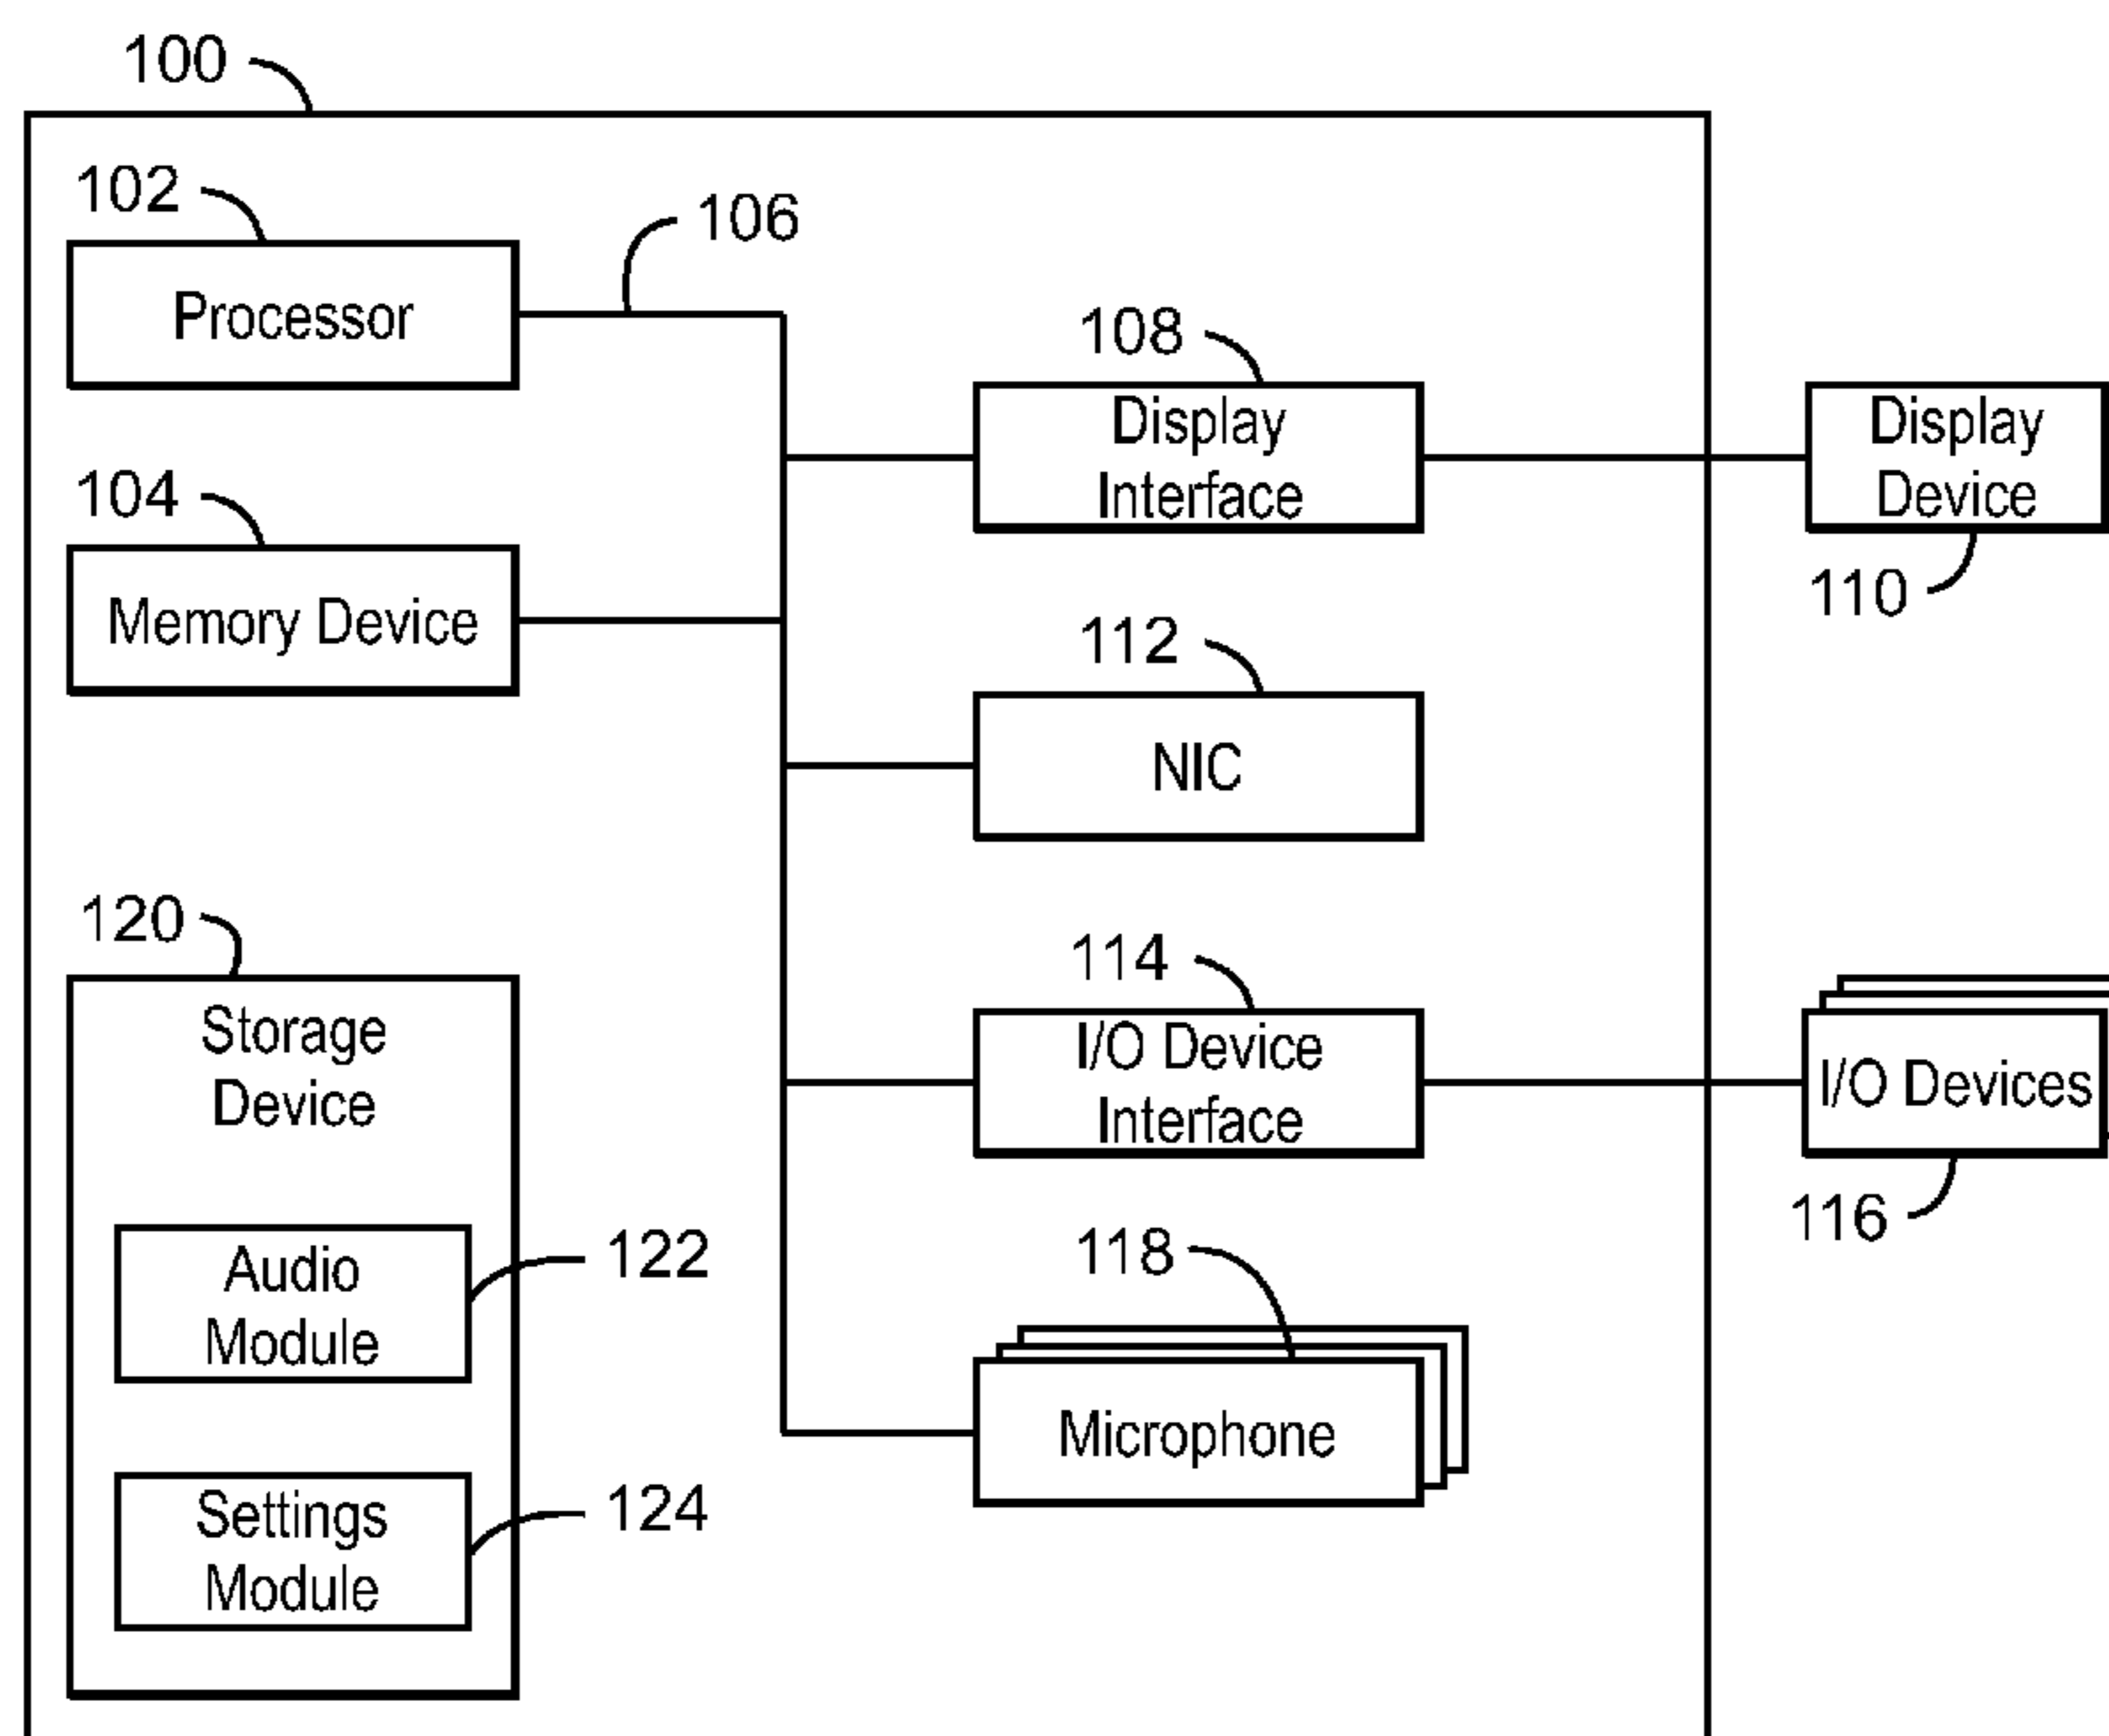 100
102
106
Processor
108
Display
Interface
Display
Device
110
104
Memory Device
112
NIC
120
Storage
Device
114
I/O Device
Interface
I/O Devices
116
122
Audio
Module
118
Microphone
124
Settings
Module